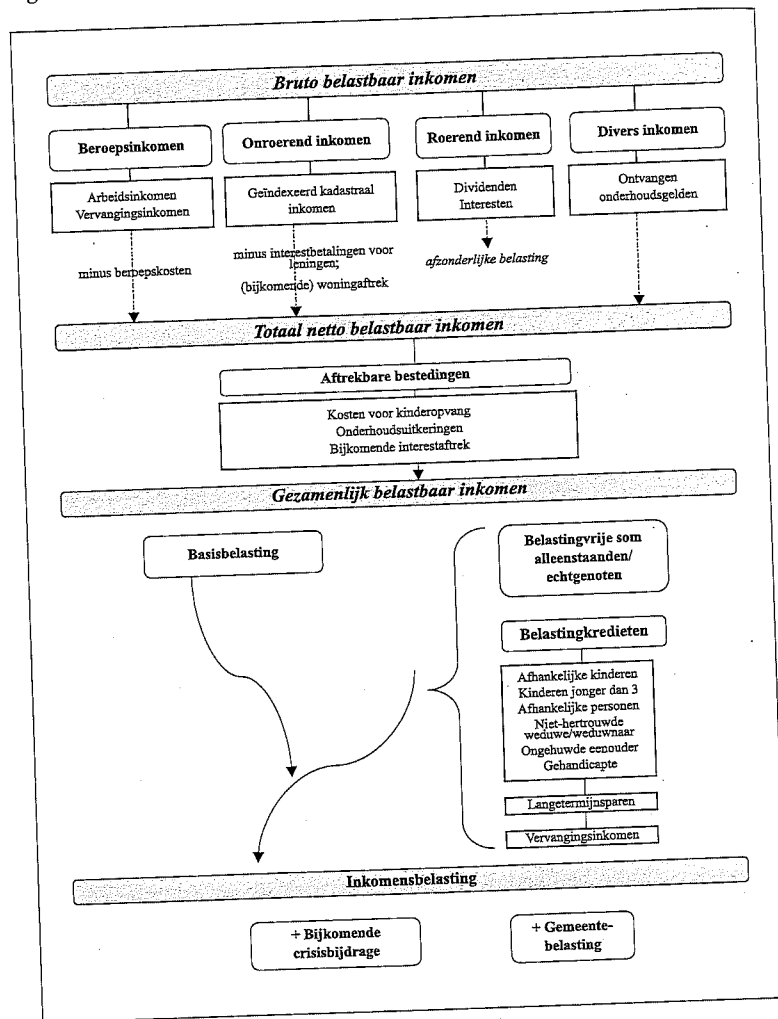 Bruto belastbaar inkomen
Beroepsinkomen
Onroerend inkomen
Roerend inkomen
Divers inkomen
Arbeidsinkomen
Vervangingsinkomen
Geïndexeerd kadastraal
inkomen
Dividenden
Interesten
Ontvangen
onderhoudsgelden
minus beroepskosten
minus interestbetalingen voor
leningen;
(bijkomende) woningaftrek
afzonderlijke belasting
Totaal netto belastbaar inkomen
Aftrekbare bestedingen
Kosten voor kinderopvang
Onderhoudsuitkeringen
Bijkomende interestaftrek
Gezamenlijk belastbaar inkomen
Basisbelasting
Belastingvrije som
alleenstaanden/
echtgenoten
Belastingkredieten
Afhankelijke kinderen
Kinderen jonger dan 3
Afhankelijke personen
Niet-hertrouwde
weduwe/weduwnaar
Ongehuwde eenouder
Gehandicapte
Langetermijnsparen
Vervangingsinkomen
Inkomensbelasting
+ Bijkomende
crisisbijdrage
+ Gemeente-
belasting